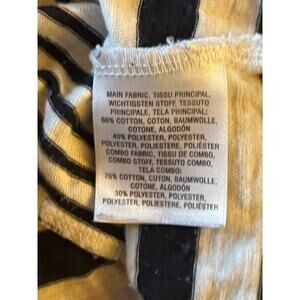 MAIN FABRIC, TISSU PRINCIPAL,
WICHTIGSTEN STOFF, TESSUTO
PRINCIPALE, TELA PRINCIPAL:
60% COTTON, COTON, BAUMWOLLE,
COTONE, ALGODÓN
40% POLYESTER, POLYESTER,
POLYESTER, POLIESTERE, POLIÉSTER
COMBO FABRIC, TISSU DE COMBO,
COMBO STOFF, TESSUTO COMBO,
TELA COMBO:
70% COTTON, COTON, BAUMWOLLE,
COTONE, ALGODÓN
30% POLYESTER, POLYESTER,
POLYESTER, POLIESTERE, POLIÉSTER